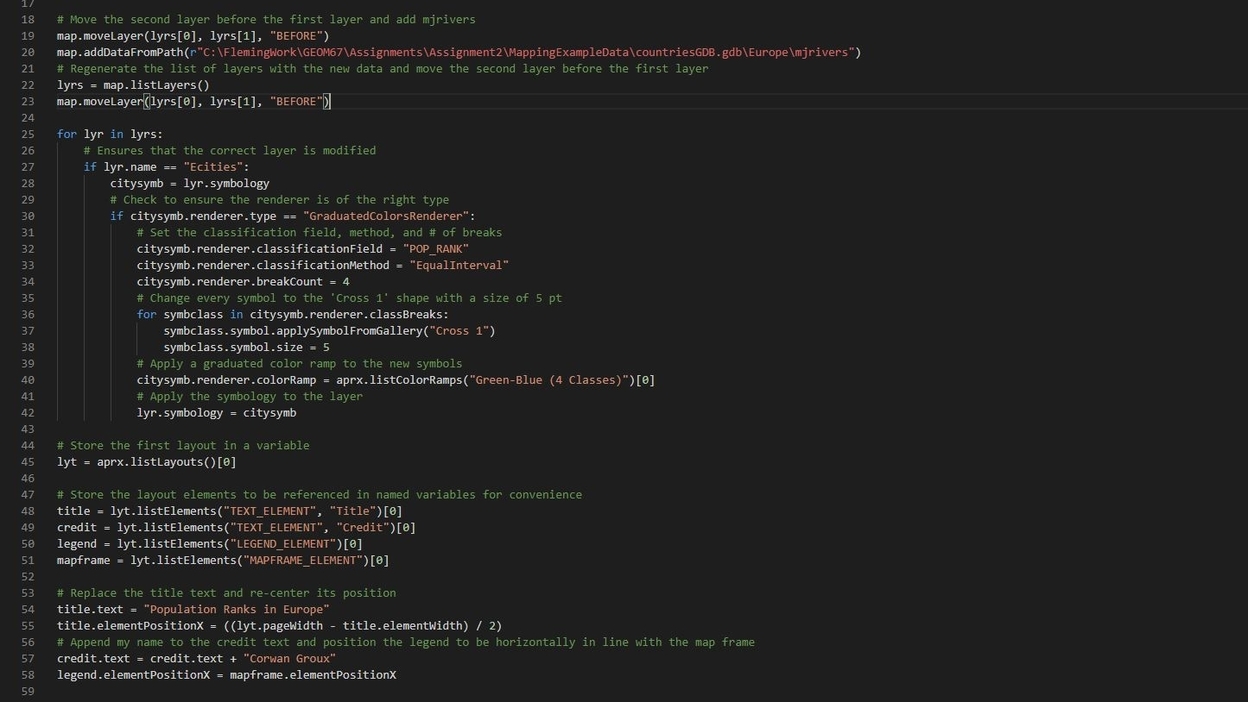 17
18 # Move the second layer before the first layer and add mjrivers
19 map.moveLayer(lyrs[0], lyrs[1], "BEFORE")
20 map.addDataFromPath(r"C:\FlemingWork\GEOM67\Assignments\Assignment2\MappingExampleData\countriesGDB.gdb\Europe\mjrivers")
21 # Regenerate the list of layers with the new data and move the second layer before the first layer
22 lyrs = map.listLayers()
23 map.moveLayer(lyrs[0], lyrs[1], "BEFORE")
24
25 for lyr in lyrs:
26     # Ensures that the correct layer is modified
27     if lyr.name == "Ecities":
28         citysymb = lyr.symbology
29         # Check to ensure the renderer is of the right type
30         if citysymb.renderer.type == "GraduatedColorsRenderer":
31             # Set the classification field, method, and # of breaks
32             citysymb.renderer.classificationField = "POP_RANK"
33             citysymb.renderer.classificationMethod = "EqualInterval"
34             citysymb.renderer.breakCount = 4
35             # Change every symbol to the 'Cross 1' shape with a size of 5 pt
36             for symbclass in citysymb.renderer.classBreaks:
37                 symbclass.symbol.applySymbolFromGallery("Cross 1")
38                 symbclass.symbol.size = 5
39             # Apply a graduated color ramp to the new symbols
40             citysymb.renderer.colorRamp = aprx.listColorRamps("Green-Blue (4 Classes)")[0]
41             # Apply the symbology to the layer
42             lyr.symbology = citysymb
43
44 # Store the first layout in a variable
45 lyt = aprx.listLayouts()[0]
46
47 # Store the layout elements to be referenced in named variables for convenience
48 title = lyt.listElements("TEXT_ELEMENT", "Title")[0]
49 credit = lyt.listElements("TEXT_ELEMENT", "Credit")[0]
50 legend = lyt.listElements("LEGEND_ELEMENT")[0]
51 mapframe = lyt.listElements("MAPFRAME_ELEMENT")[0]
52
53 # Replace the title text and re-center its position
54 title.text = "Population Ranks in Europe"
55 title.elementPositionX = ((lyt.pageWidth - title.elementWidth) / 2)
56 # Append my name to the credit text and position the legend to be horizontally in line with the map frame
57 credit.text = credit.text + "Corwan Groux"
58 legend.elementPositionX = mapframe.elementPositionX
59